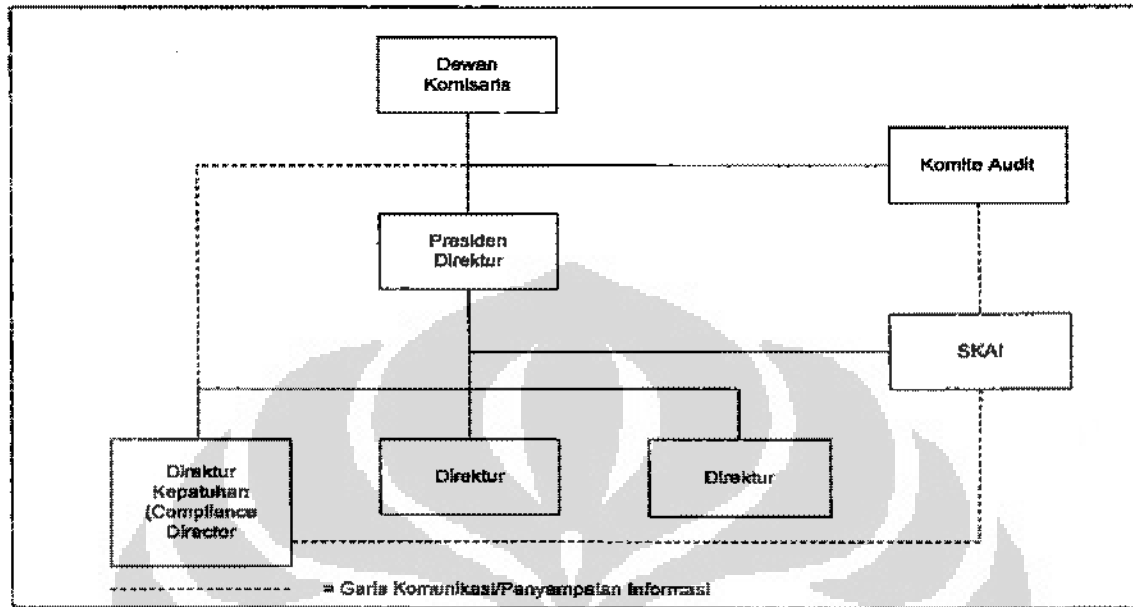 Dewan
Komisaris
Komite Audit
Presiden
Direktur
SKAI
Direktur
Kepatuhan
(Compliance
Director
Direktur
Direktur
= Garis Komunikasi/Penyampaian Informasi